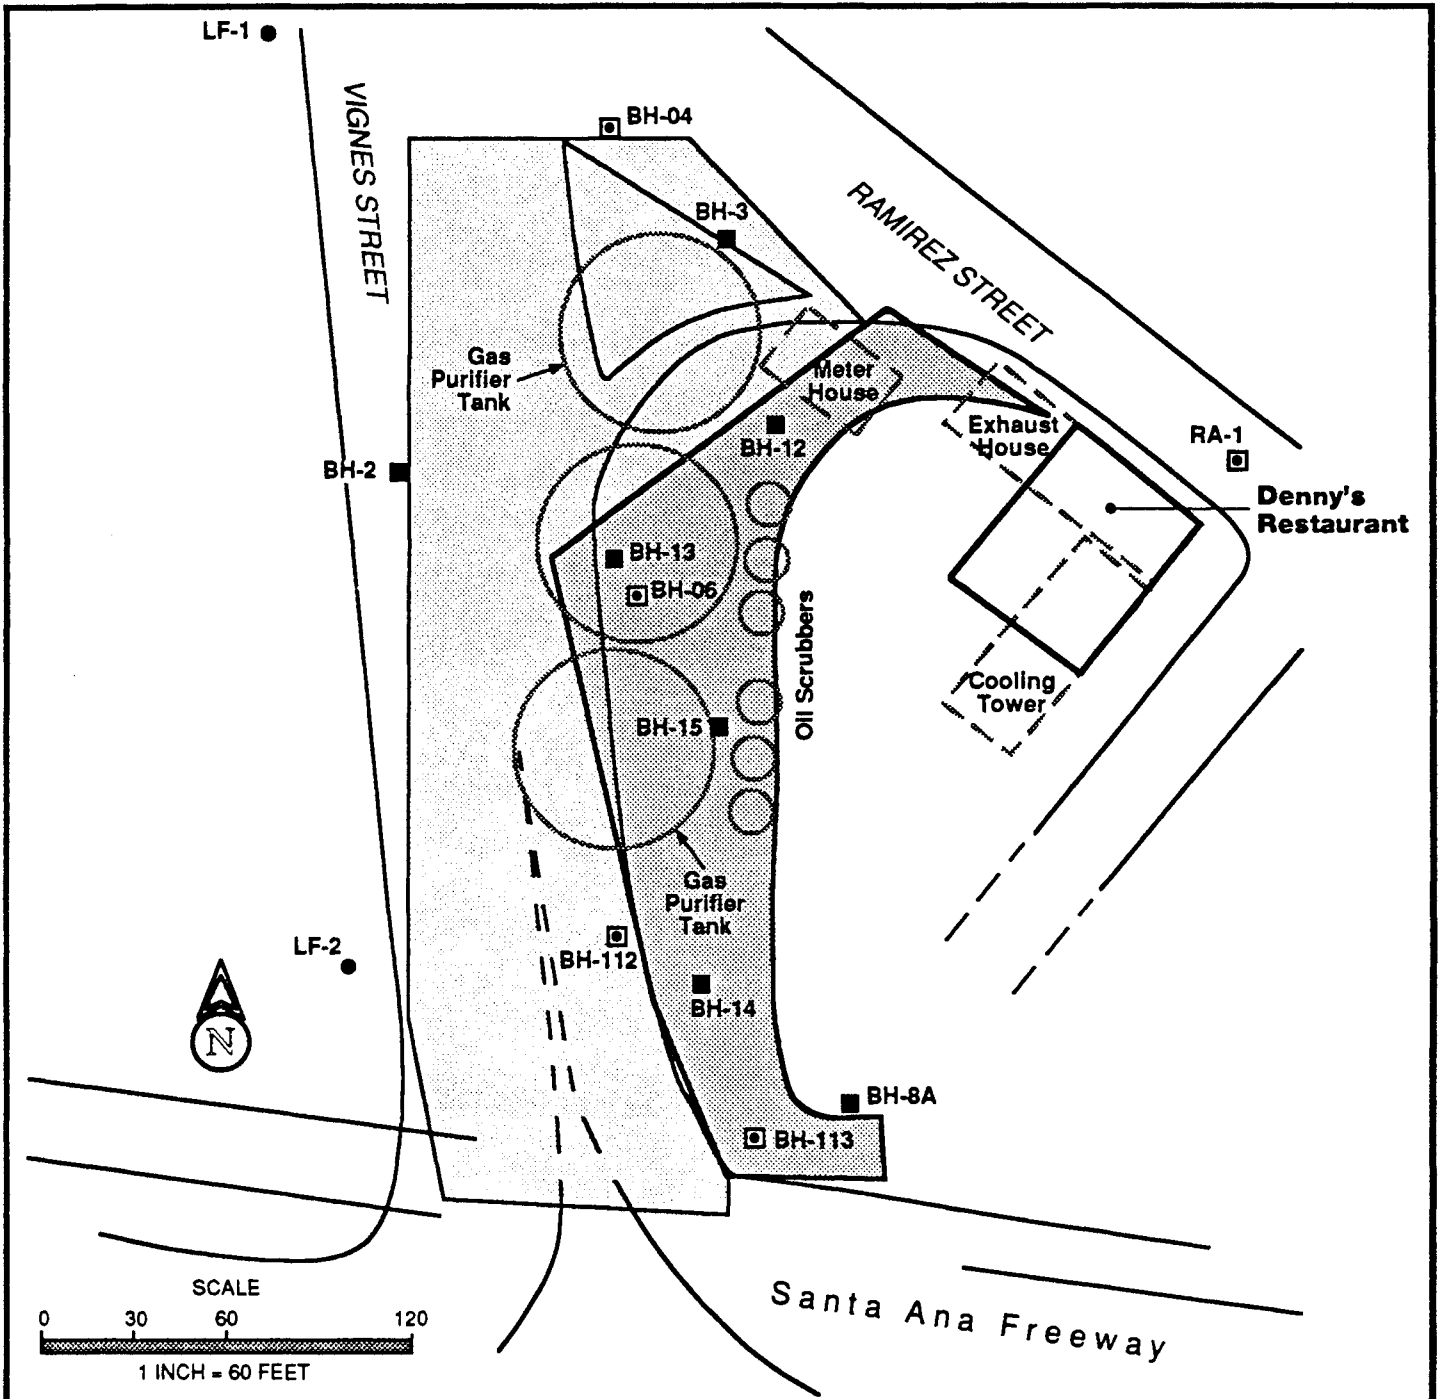 LF-1
BH-04
VIGNES STREET
BH-3
RAMIREZ STREET
Gas
Purifier
Tank
Meter
House
BH-12
Exhaust
House
RA-1
BH-2
Denny's
Restaurant
BH-13
BH-06
Oil Scrubbers
BH-15
Cooling
Tower
Gas
Purifier
Tank
LF-2
BH-112
BH-14
N
BH-8A
BH-113
SCALE
0 30 60 120
1 INCH = 60 FEET
Santa Ana Freeway